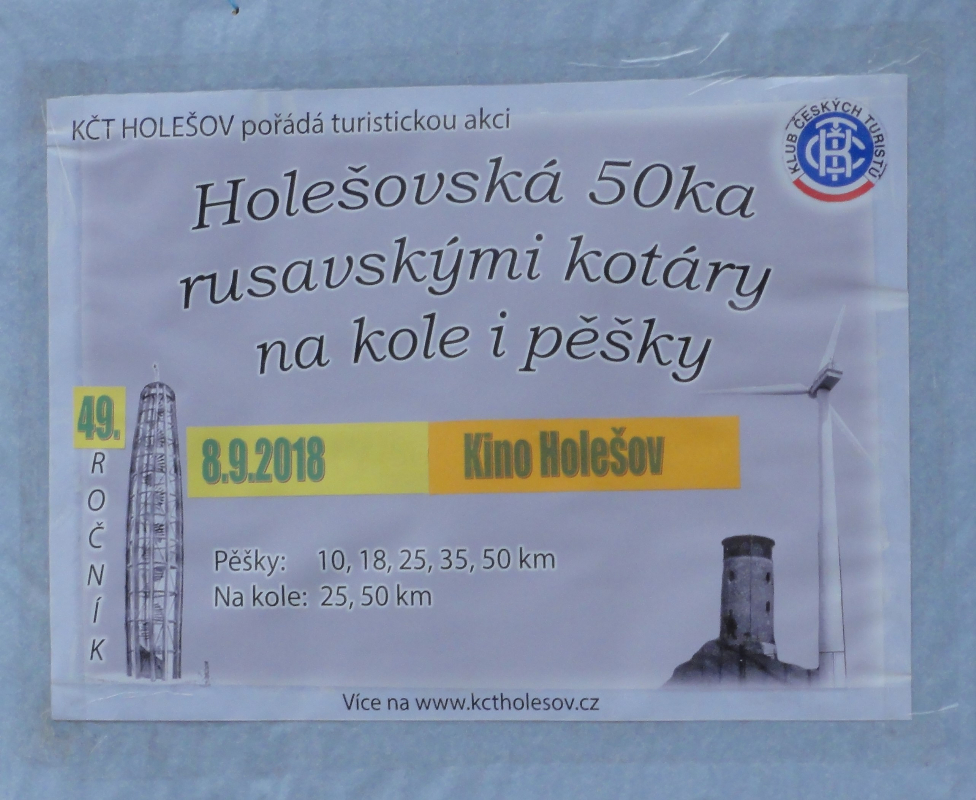 KČT HOLEŠOV pořádá turistickou akci
KLUB ČESKÝCH TURISTŮ
KČT
Holešovská 50ka
rusavskými kotáry
na kole i pěšky
49.
ROČNÍK
8.9.2018 Kino Holešov
Pěšky: 10, 18, 25, 35, 50 km
Na kole: 25, 50 km
Více na www.kctholesov.cz